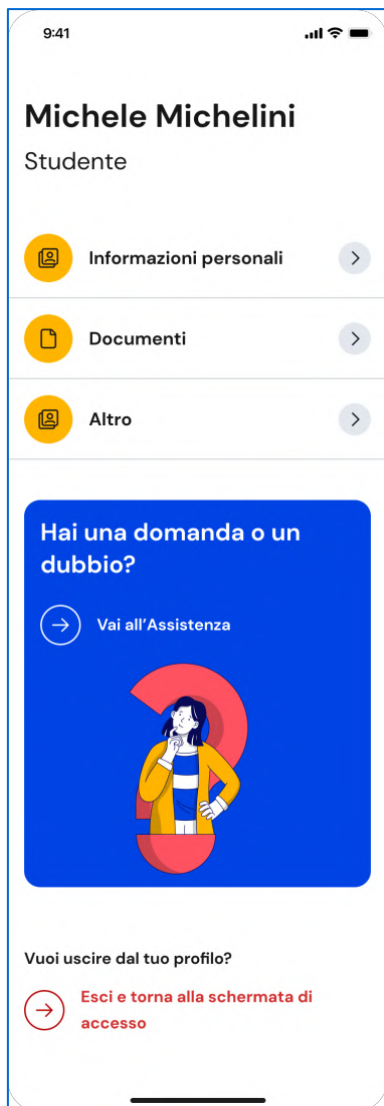 9:41
Michele Michelini
Studente
Informazioni personali
Documenti
Altro
Hai una domanda o un
dubbio?
Vai all’Assistenza
Vuoi uscire dal tuo profilo?
Esci e torna alla schermata di
accesso